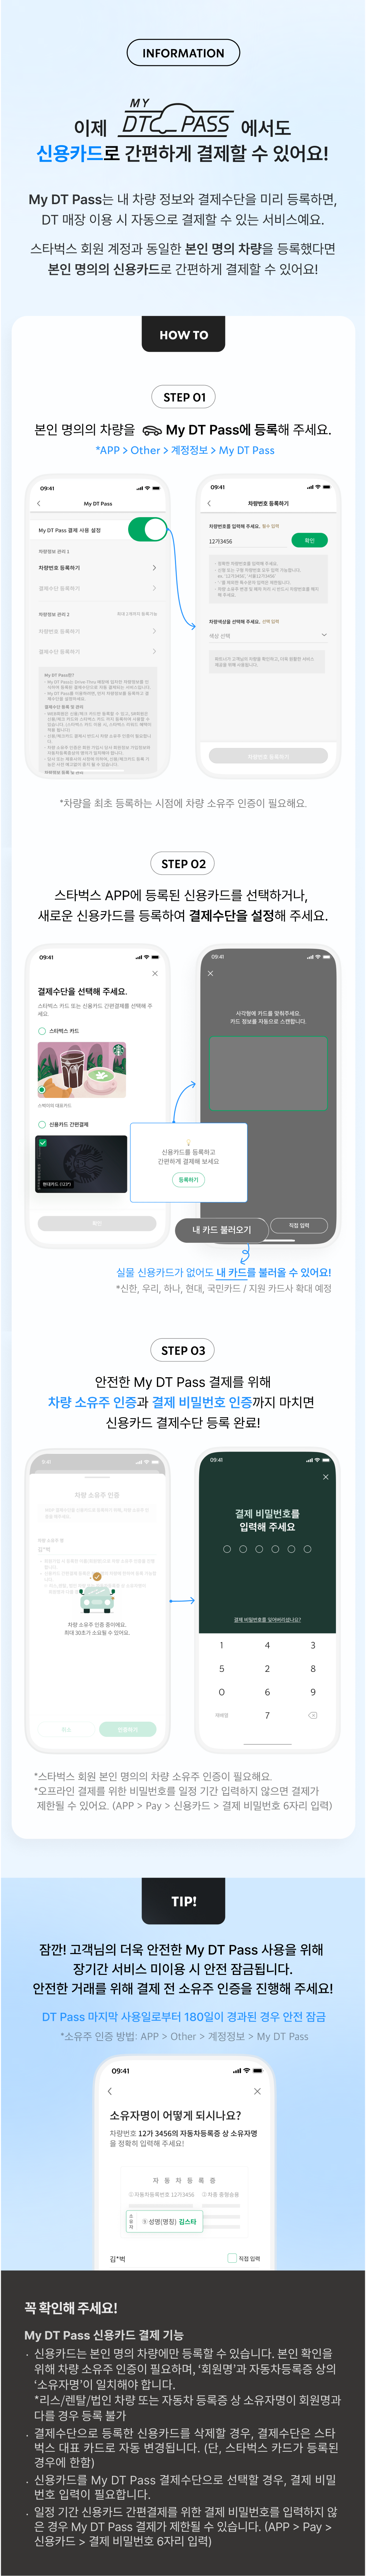 INFORMATION
이제 MY DT PASS 에서도
신용카드로 간편하게 결제할 수 있어요!
My DT Pass는 내 차량 정보와 결제수단을 미리 등록하면,
DT 매장 이용 시 자동으로 결제할 수 있는 서비스예요.
스타벅스 회원 계정과 동일한 본인 명의 차량을 등록했다면
본인 명의의 신용카드로 간편하게 결제할 수 있어요!
HOW TO
STEP 01
본인 명의의 차량을 My DT Pass에 등록해 주세요.
*APP > Other > 계정정보 > My DT Pass
09:41
My DT Pass
My DT Pass 결제 사용 설정
차량정보 관리 1
차량번호 등록하기
결제수단 등록하기
차량정보 관리 2
최대 2개까지 등록가능
차량번호 등록하기
결제수단 등록하기
My DT Pass란?
09:41
차량번호 등록하기
차량번호를 입력해 주세요. 필수 입력
12가3456
확인
차량색상을 선택해 주세요. 선택 입력
색상 선택
차량번호 등록하기
*차량을 최초 등록하는 시점에 차량 소유주 인증이 필요해요.
STEP 02
스타벅스 APP에 등록된 신용카드를 선택하거나,
새로운 신용카드를 등록하여 결제수단을 설정해 주세요.
09:41
결제수단을 선택해 주세요.
스타벅스 카드 또는 신용카드 간편결제를 선택해 주
세요.
스타벅스 카드
스벅이의 대표카드
신용카드 간편결제
현대카드 (123*)
확인
신용카드를 등록하고
간편하게 결제해 보세요
등록하기
09:41
사각형에 카드를 맞춰주세요.
카드 정보를 자동으로 스캔합니다.
내 카드 불러오기
직접 입력
실물 신용카드가 없어도 내 카드를 불러올 수 있어요!
*신한, 우리, 하나, 현대, 국민카드 / 지원 카드사 확대 예정
STEP 03
안전한 My DT Pass 결제를 위해
차량 소유주 인증과 결제 비밀번호 인증까지 마치면
신용카드 결제수단 등록 완료!
9:41
차량 소유주 인증
차량 소유주 명
김*벅
차량 소유주 인증 중이에요.
최대 30초가 소요될 수 있어요.
취소
인증하기
09:41
결제 비밀번호를
입력해 주세요
결제 비밀번호를 잊어버리셨나요?
1 4 3
5 2 8
0 6 9
재배열 7
*스타벅스 회원 본인 명의의 차량 소유주 인증이 필요해요.
*오프라인 결제를 위한 비밀번호를 일정 기간 입력하지 않으면 결제가
제한될 수 있어요. (APP > Pay > 신용카드 > 결제 비밀번호 6자리 입력)
TIP!
잠깐! 고객님의 더욱 안전한 My DT Pass 사용을 위해
장기간 서비스 미이용 시 안전 잠금됩니다.
안전한 거래를 위해 결제 전 소유주 인증을 진행해 주세요!
DT Pass 마지막 사용일로부터 180일이 경과된 경우 안전 잠금
*소유주 인증 방법: APP > Other > 계정정보 > My DT Pass
09:41
소유자명이 어떻게 되시나요?
차량번호 12가 3456의 자동차등록증 상 소유자명
을 정확히 입력해 주세요!
자 동 차 등 록 증
①자동차등록번호 12가3456 ②차종 중형승용
소유자
⑨성명(명칭) 김스타
김*벅
직접 입력
꼭 확인해 주세요!
My DT Pass 신용카드 결제 기능
· 신용카드는 본인 명의 차량에만 등록할 수 있습니다. 본인 확인을
위해 차량 소유주 인증이 필요하며, ‘회원명’과 자동차등록증 상의
‘소유자명’이 일치해야 합니다.
*리스/렌탈/법인 차량 또는 자동차 등록증 상 소유자명이 회원명과
다를 경우 등록 불가
· 결제수단으로 등록한 신용카드를 삭제할 경우, 결제수단은 스타
벅스 대표 카드로 자동 변경됩니다. (단, 스타벅스 카드가 등록된
경우에 한함)
· 신용카드를 My DT Pass 결제수단으로 선택할 경우, 결제 비밀
번호 입력이 필요합니다.
· 일정 기간 신용카드 간편결제를 위한 결제 비밀번호를 입력하지 않
은 경우 My DT Pass 결제가 제한될 수 있습니다. (APP > Pay >
신용카드 > 결제 비밀번호 6자리 입력)